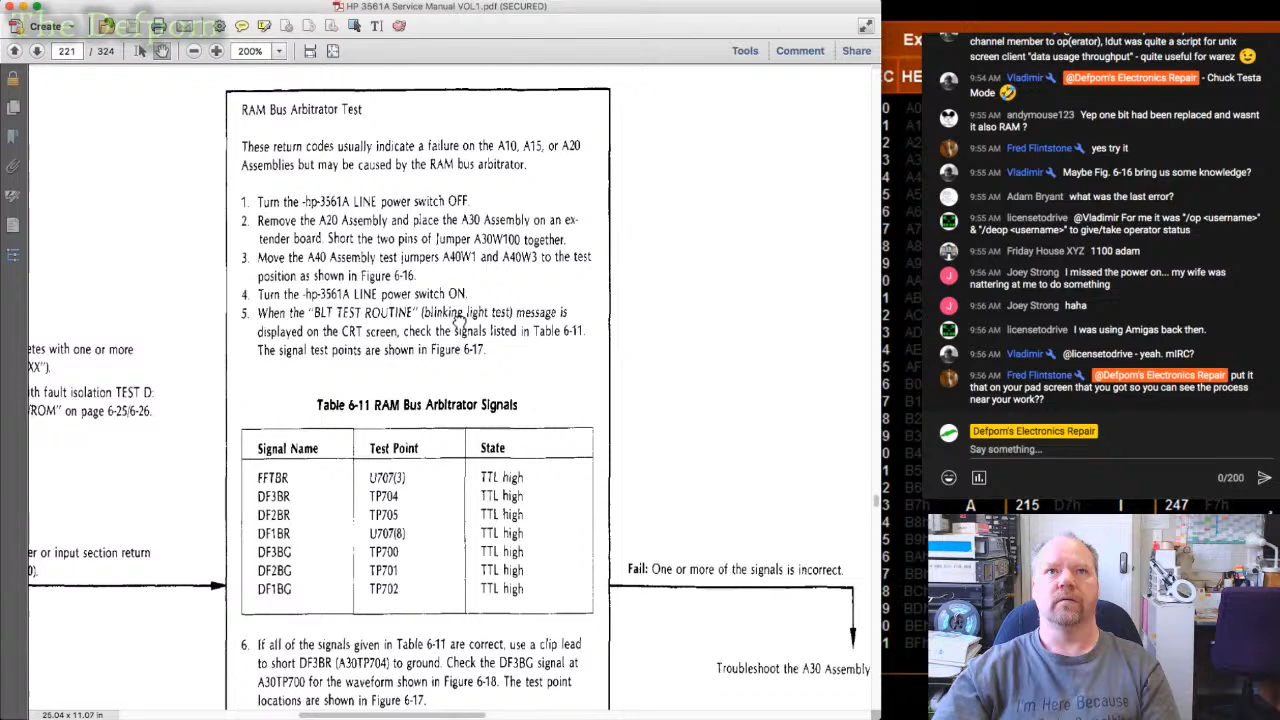 The Defpom
HP 3561A Service Manual VOL1.pdf (SECURED)
Create
221 / 324
200%
Tools Comment Share
RAM Bus Arbitrator Test
These return codes usually indicate a failure on the A10, A15, or A20
Assemblies but may be caused by the RAM bus arbitrator.
1. Turn the -hp-3561A LINE power switch OFF.
2. Remove the A20 Assembly and place the A30 Assembly on an ex-
tender board. Short the two pins of Jumper A30W100 together.
3. Move the A40 Assembly test jumpers A40W1 and A40W3 to the test
position as shown in Figure 6-16.
4. Turn the -hp-3561A LINE power switch ON.
5. When the "BLT TEST ROUTINE" (blinking light test) message is
displayed on the CRT screen, check the signals listed in Table 6-11.
The signal test points are shown in Figure 6-17.
etes with one or more
XX").
ith fault isolation TEST D:
/ROM" on page 6-25/6-26.
Table 6-11 RAM Bus Arbitrator Signals
Signal Name Test Point State
FFTBR U707(3) TTL high
DF3BR TP704 TTL high
DF2BR TP705 TTL high
DF1BR U707(8) TTL high
DF3BG TP700 TTL high
DF2BG TP701 TTL high
DF1BG TP702 TTL high
er or input section return
0).
Fail: One or more of the signals is incorrect.
Troubleshoot the A30 Assembly
6. If all of the signals given in Table 6-11 are correct, use a clip lead
to short DF3BR (A30TP704) to ground. Check the DF3BG signal at
A30TP700 for the waveform shown in Figure 6-18. The test point
locations are shown in Figure 6-17.
25.04 x 11.07 in
Ex
C HE
channel member to op(erator), !dut was quite a script for unix
screen client "data usage throughput" - quite useful for warez 😉
9:54 AM Vladimir @Defpom's Electronics Repair - Chuck Testa
Mode 🤣
9:55 AM andymouse123 Yep one bit had been replaced and wasnt
it also RAM ?
9:55 AM Fred Flintstone yes try it
9:55 AM Vladimir Maybe Fig. 6-16 bring us some knowledge?
9:55 AM Adam Bryant what was the last error?
9:55 AM licensetodrive @Vladimir For me it was "/op <username>"
& "/deop <username>" to give/take operator status
9:55 AM Friday House XYZ 1100 adam
9:56 AM Joey Strong I missed the power on... my wife was
nattering at me to do something
9:56 AM Joey Strong haha
9:56 AM licensetodrive I was using Amigas back then.
9:56 AM Vladimir @licensetodrive - yeah. mIRC?
9:56 AM Fred Flintstone @Defpom's Electronics Repair put it
that on your pad screen that you got so you can see the process
near your work??
Defpom's Electronics Repair
Say something...
0/200
A 215 D7h I 247 F7h
I'm Here Because